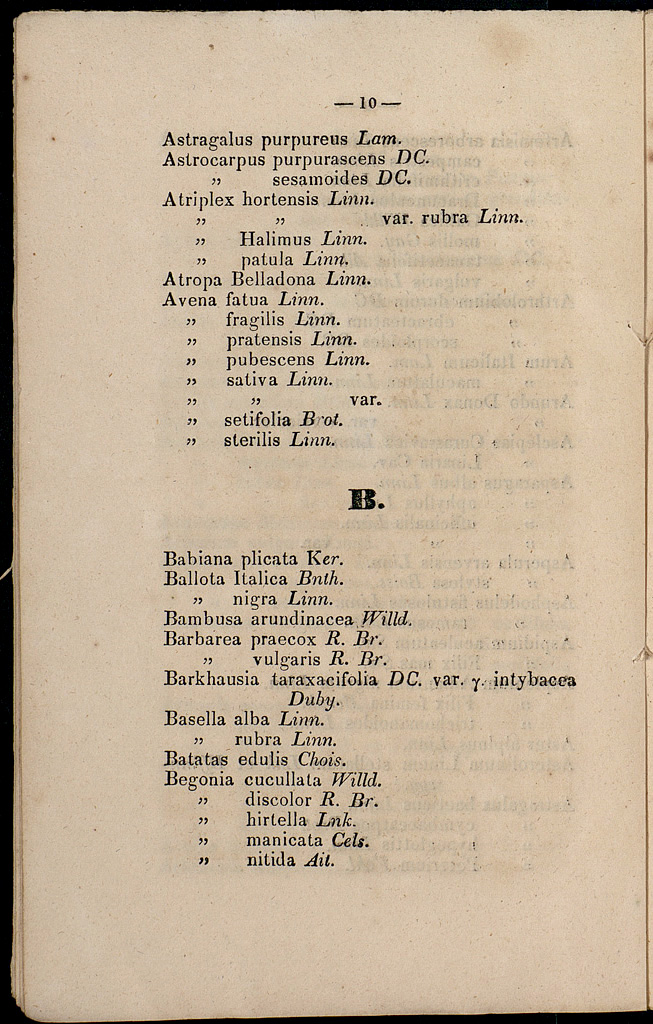 — 10 —
Astragalus purpureus Lam.
Astrocarpus purpurascens DC.
„ sesamoides DC.
Atriplex hortensis Linn.
„ „ var. rubra Linn.
„ Halimus Linn.
„ patula Linn.
Atropa Belladona Linn.
Avena fatua Linn.
„ fragilis Linn.
„ pratensis Linn.
„ pubescens Linn.
„ sativa Linn.
„ „ var.
„ setifolia Brot.
„ sterilis Linn.
B.
Babiana plicata Ker.
Ballota Italica Bnth.
„ nigra Linn.
Bambusa arundinacea Willd.
Barbarea praecox R. Br.
„ vulgaris R. Br.
Barkhausia taraxacifolia DC. var. γ. intybacea
Duby.
Basella alba Linn.
„ rubra Linn.
Batatas edulis Chois.
Begonia cucullata Willd.
„ discolor R. Br.
„ hirtella Lnk.
„ manicata Cels.
„ nitida Ait.